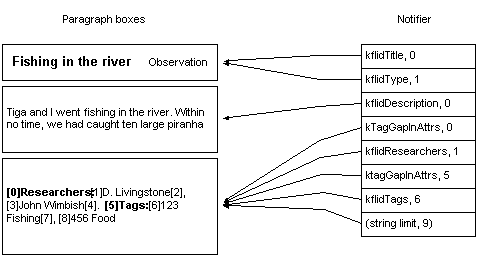 Paragraph boxes
Notifier
Fishing in the river Observation
Tiga and I went fishing in the river. Within
no time, we had caught ten large piranha
[0]Researchers:[1]D. Livingstone[2],
[3]John Wimbish[4]. [5]Tags:[6]123
Fishing[7], [8]456 Food
kflidTitle, 0
kflidType, 1
kflidDescription, 0
kTagGapInAttrs, 0
kflidResearchers, 1
ktagGapInAttrs, 5
kflidTags, 6
(string limit, 9)